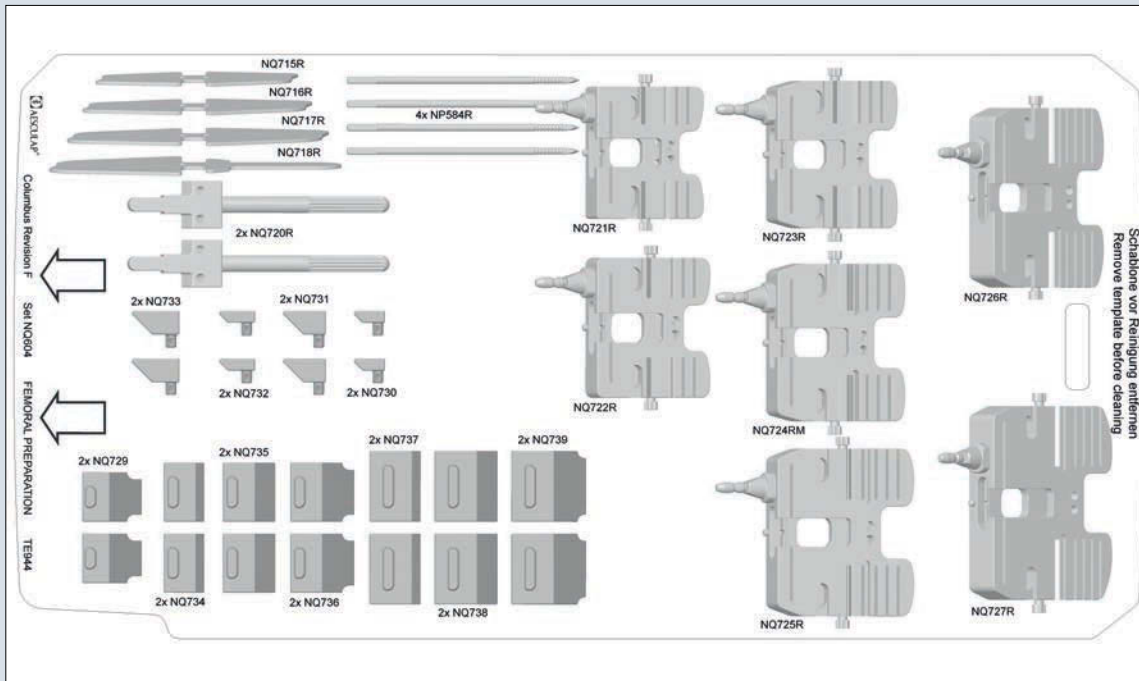 AESCULAP®
Columbus Revision F
Set NQ604
FEMORAL PREPARATION
TE944
NQ715R
NQ716R
NQ717R
NQ718R
4x NP584R
2x NQ720R
2x NQ733
2x NQ731
2x NQ732
2x NQ730
2x NQ729
2x NQ735
2x NQ737
2x NQ739
2x NQ734
2x NQ736
2x NQ738
NQ721R
NQ723R
NQ726R
NQ722R
NQ724RM
NQ725R
NQ727R
Schablone vor Reinigung entfernen
Remove template before cleaning